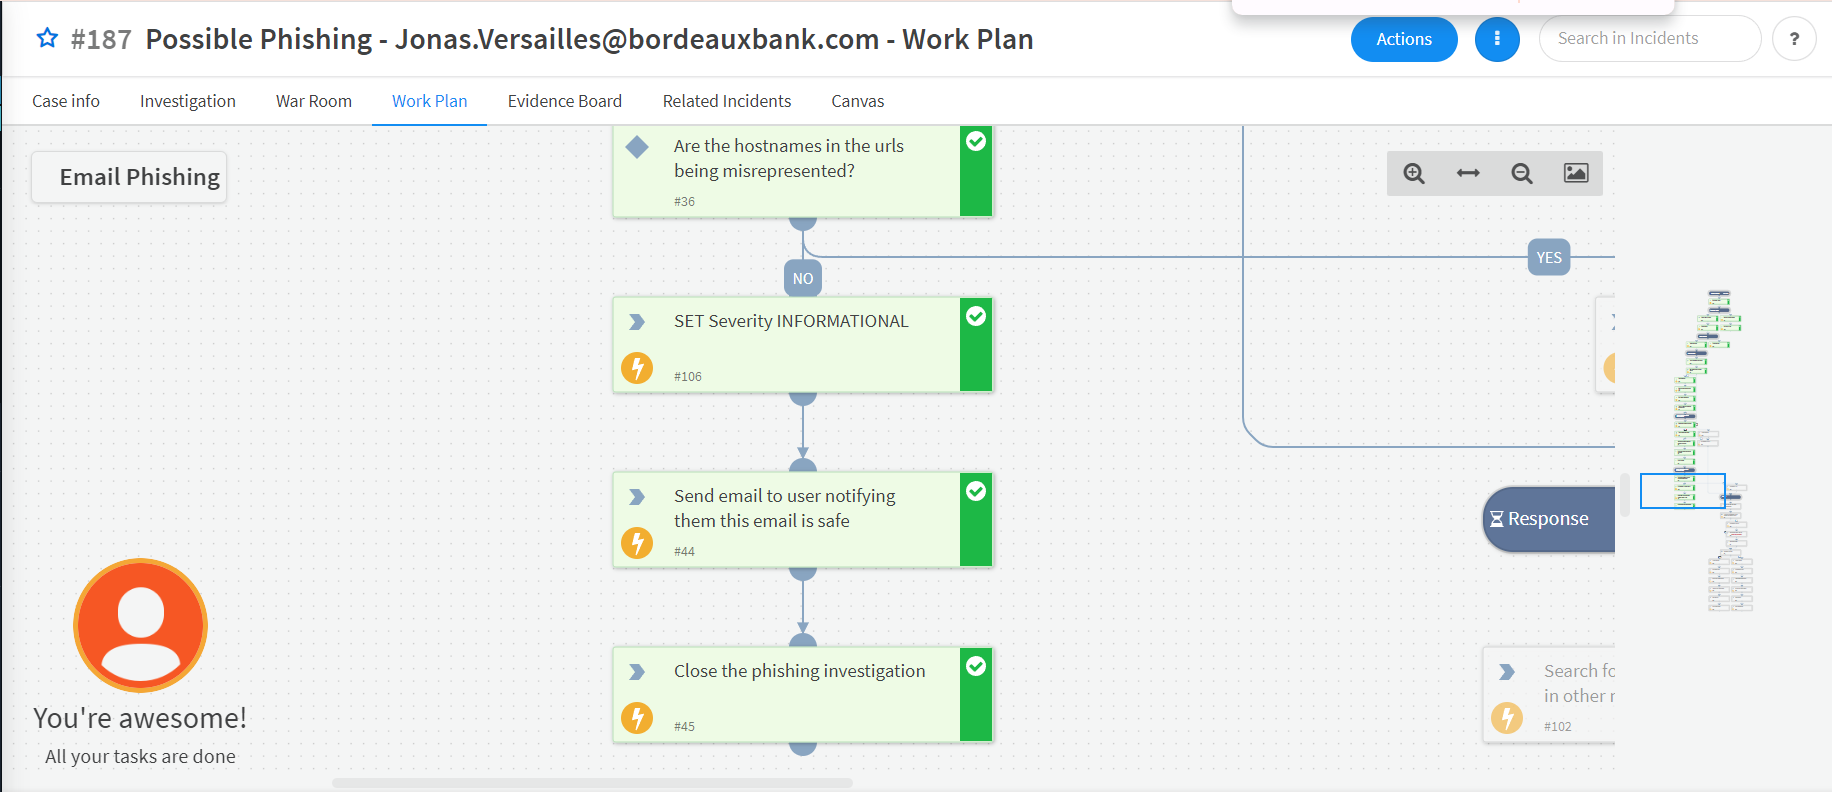 #187 Possible Phishing - Jonas.Versailles@bordeauxbank.com - Work Plan
Actions
Search in Incidents
?
Case info
Investigation
War Room
Work Plan
Evidence Board
Related Incidents
Canvas
Email Phishing
Are the hostnames in the urls
being misrepresented?
#36
YES
NO
SET Severity INFORMATIONAL
#106
Send email to user notifying
them this email is safe
#44
Response
Close the phishing investigation
#45
Search fo
in other r
#102
You're awesome!
All your tasks are done